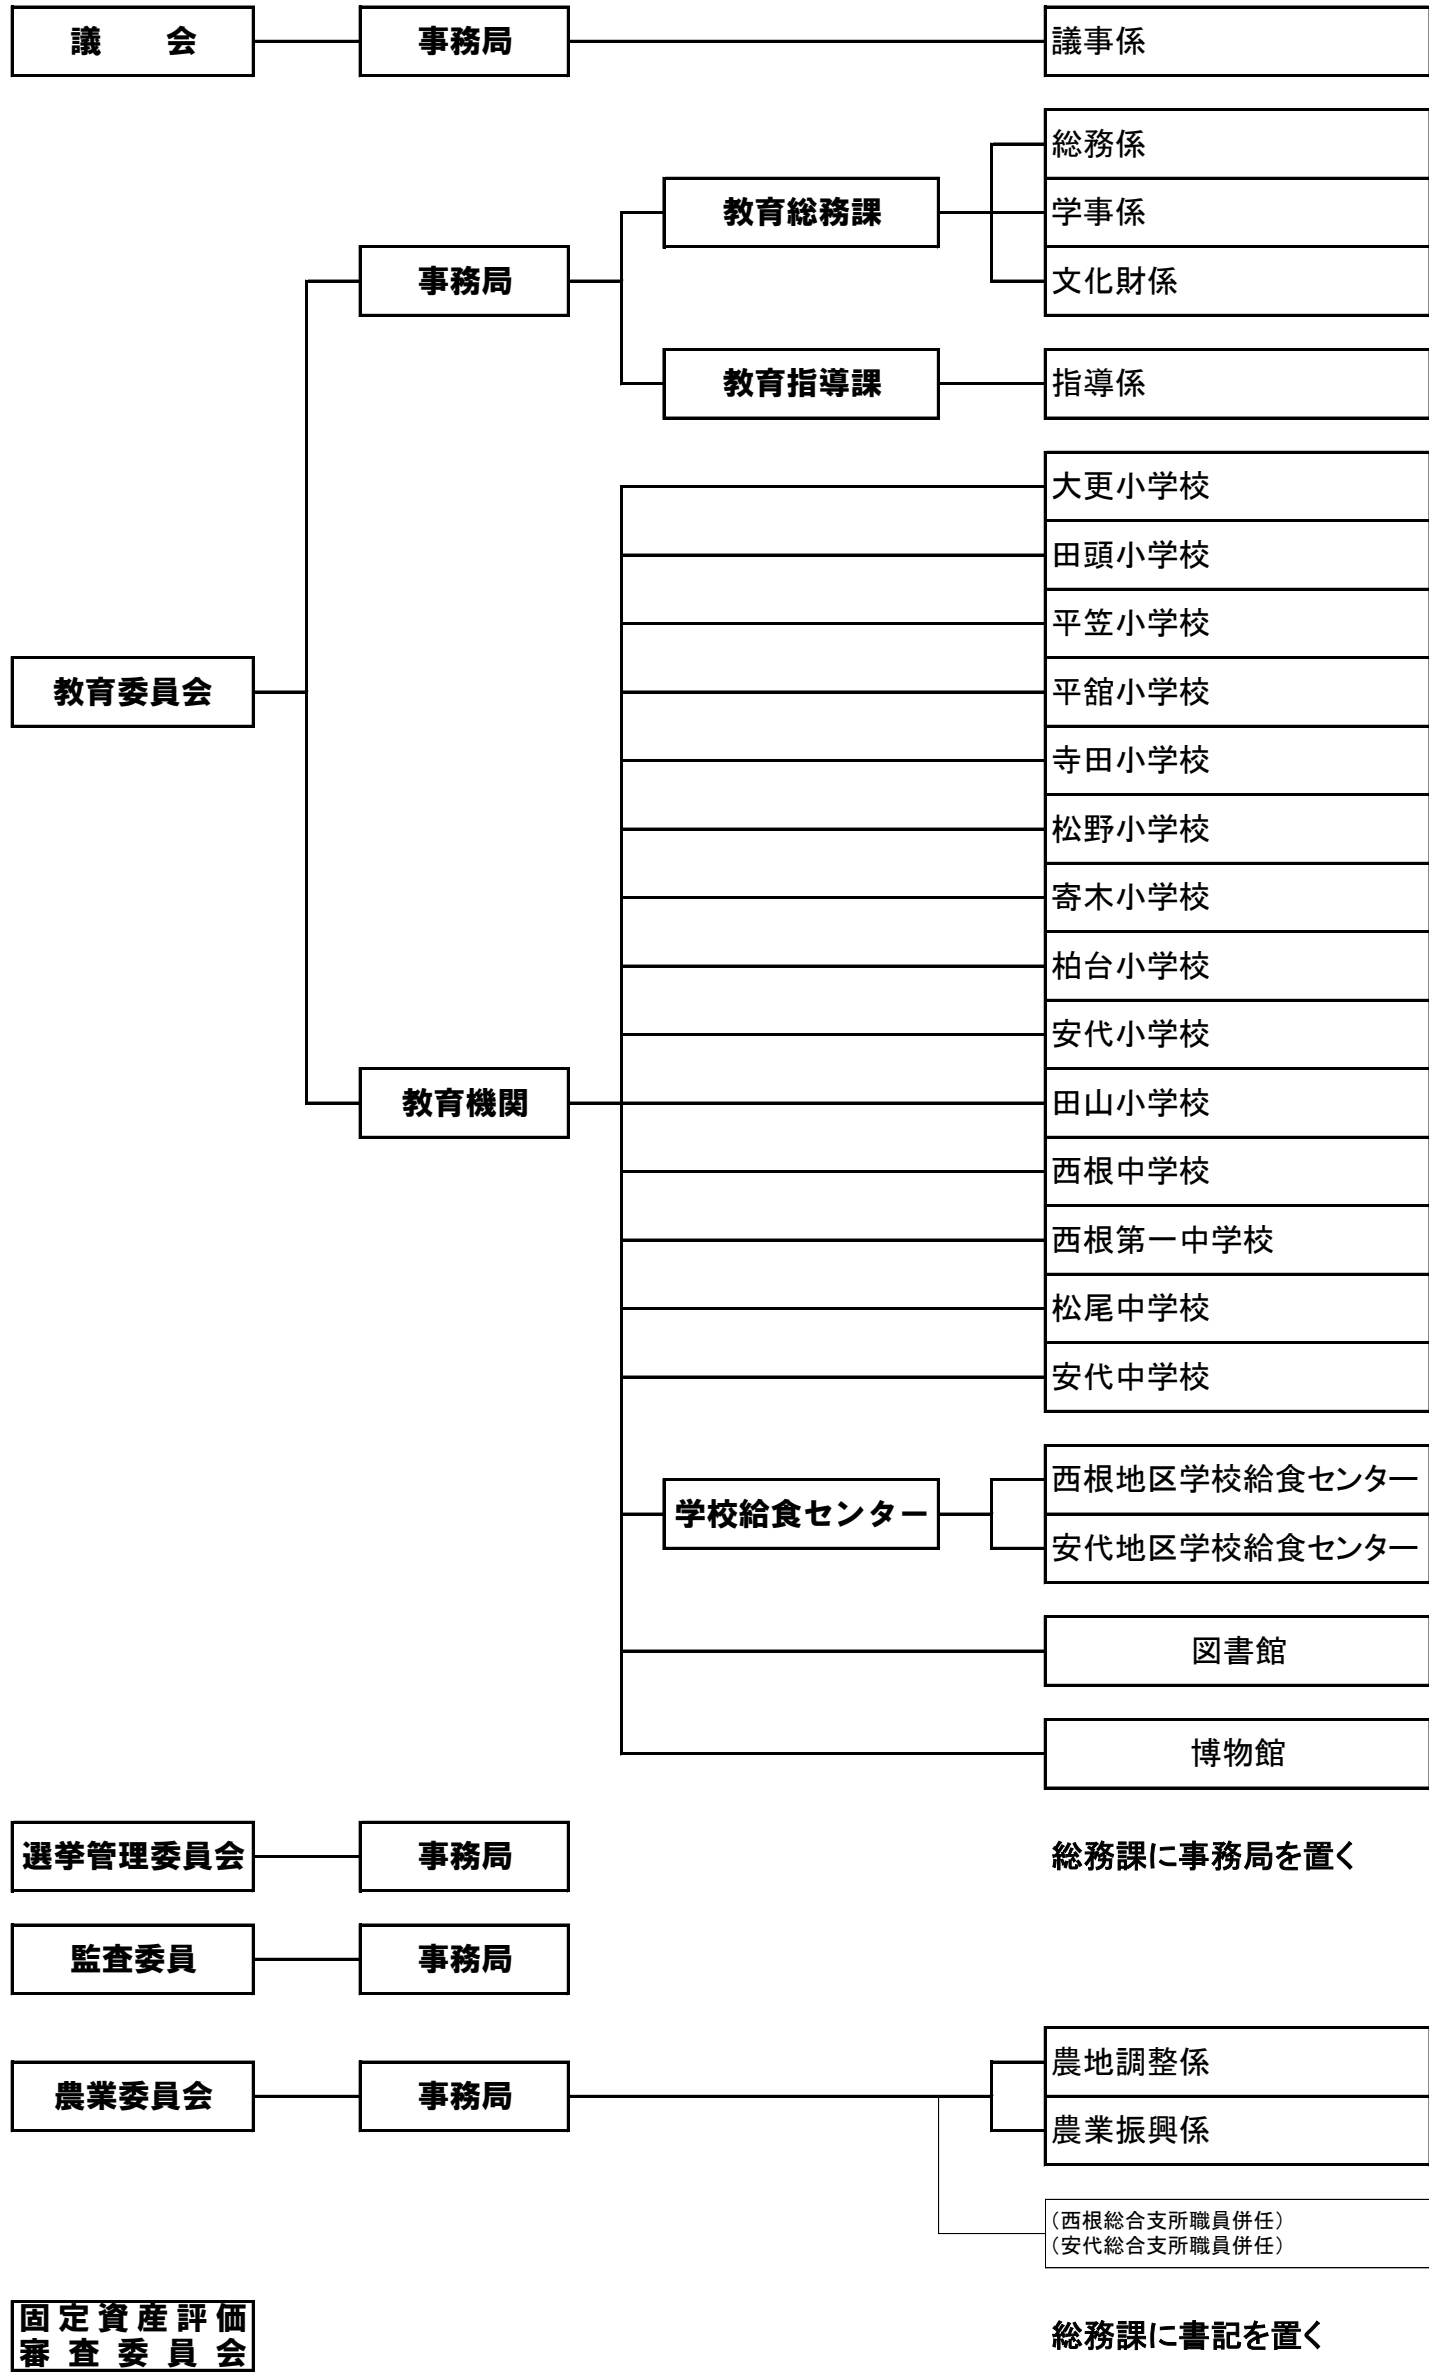 議　会
事務局
議事係
総務係
教育総務課
学事係
事務局
文化財係
教育指導課
指導係
大更小学校
田頭小学校
平笠小学校
教育委員会
平舘小学校
寺田小学校
松野小学校
寄木小学校
柏台小学校
安代小学校
教育機関
田山小学校
西根中学校
西根第一中学校
松尾中学校
安代中学校
西根地区学校給食センター
学校給食センター
安代地区学校給食センター
図書館
博物館
選挙管理委員会
事務局
総務課に事務局を置く
監査委員
事務局
農地調整係
農業委員会
事務局
農業振興係
（西根総合支所職員併任）
（安代総合支所職員併任）
固定資産評価
審査委員会
総務課に書記を置く